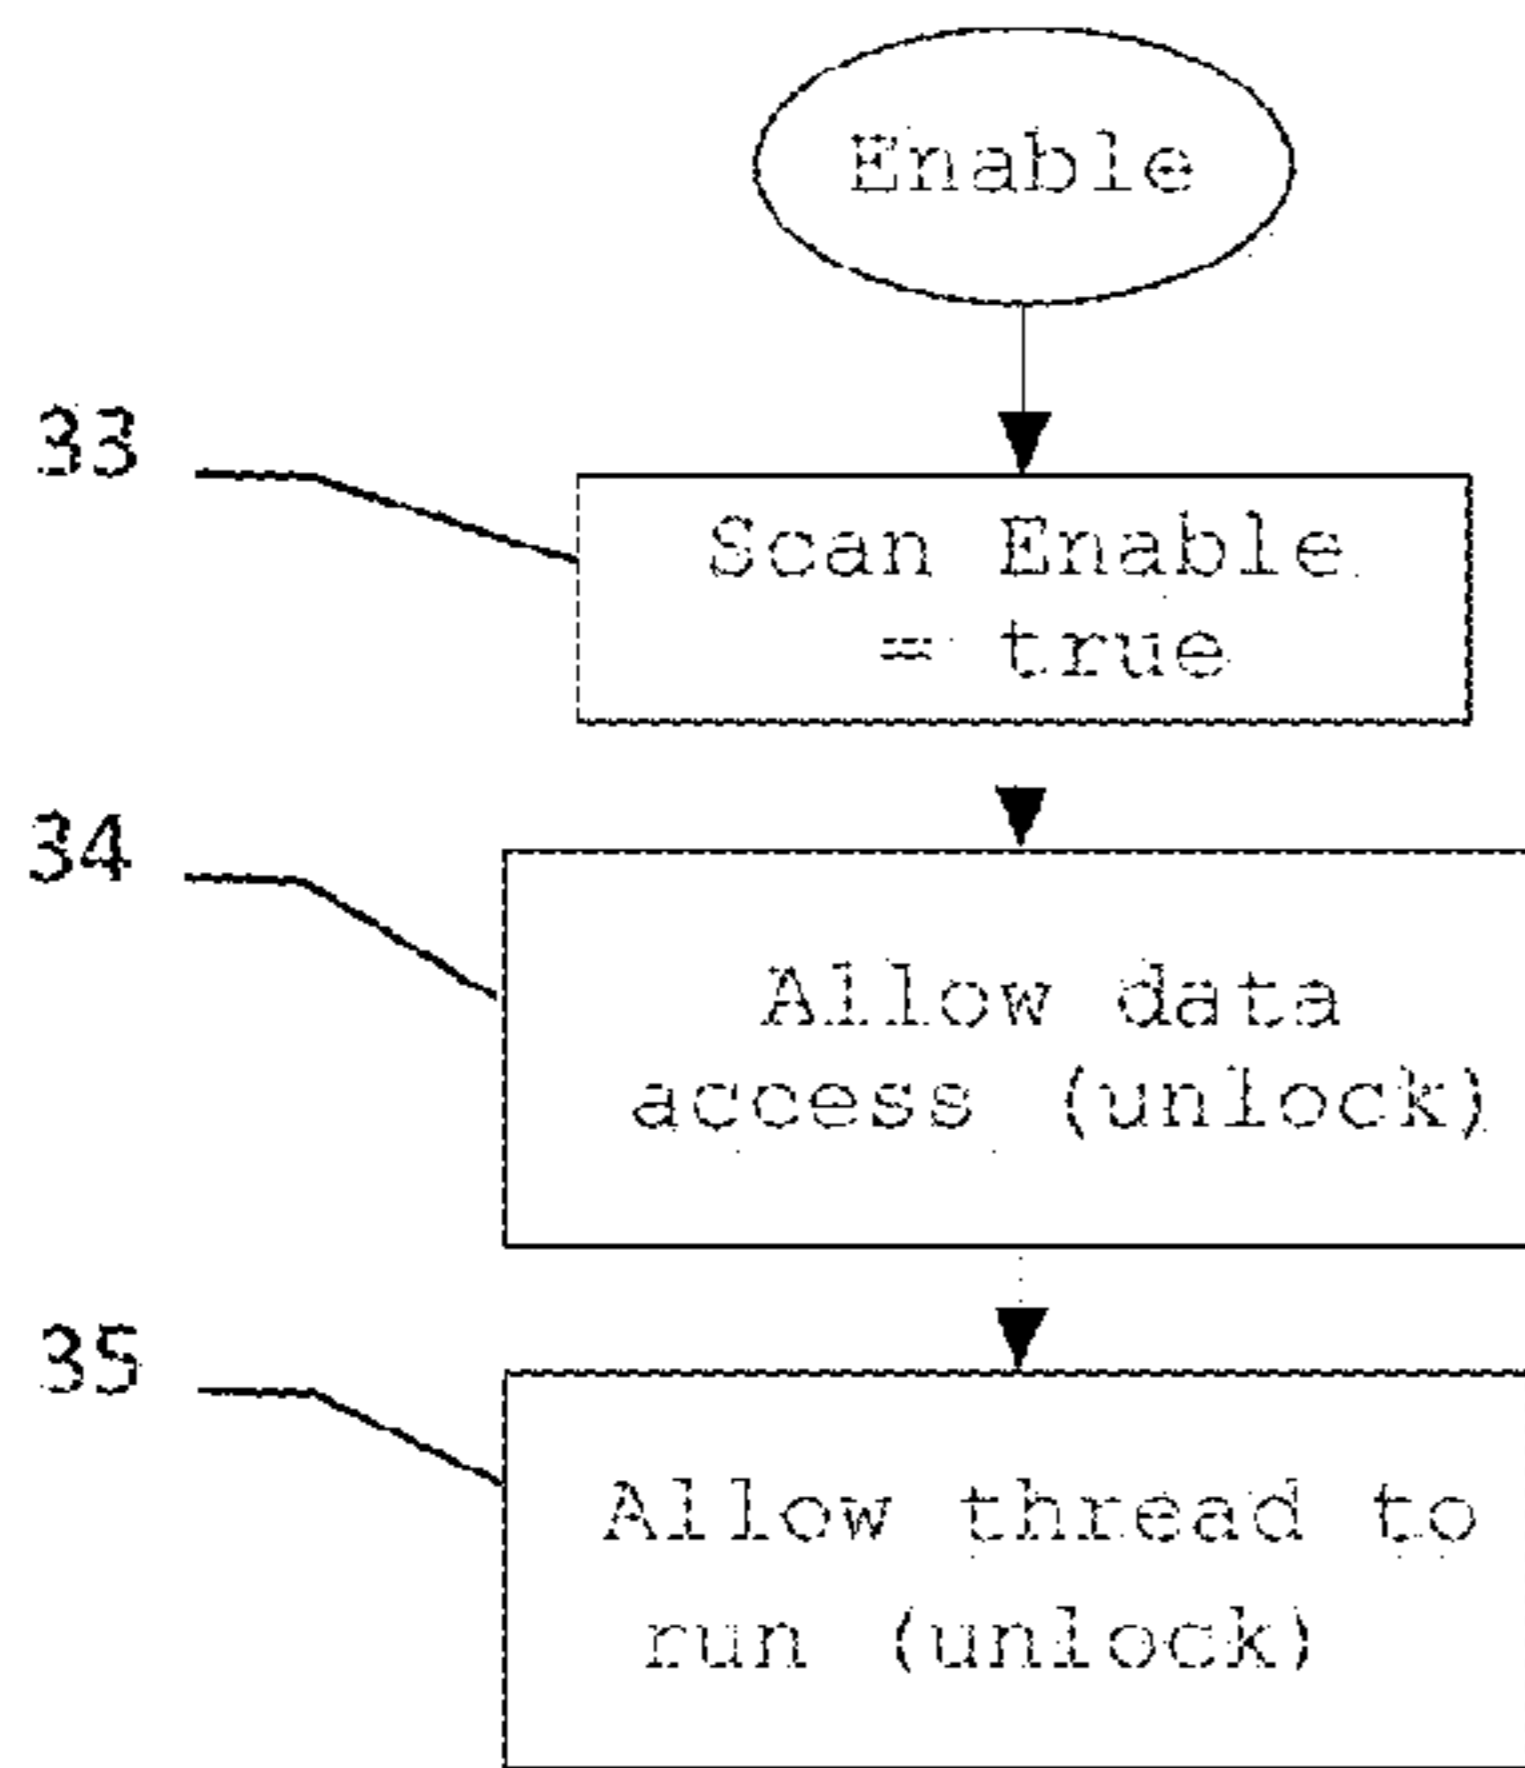 Enable
33
Scan Enable
= true
34
Allow data
access (unlock)
35
Allow thread to
run (unlock)